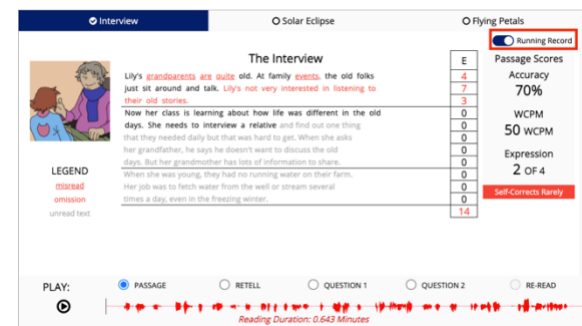 Interview
Solar Eclipse
Flying Petals
Running Record
The Interview
E
Passage Scores
Lily's grandparents are quite old. At family events, the old folks
4
just sit around and talk. Lily's not very interested in listening to
7
their old stories.
3
Now her class is learning about how life was different in the old
0
days. She needs to interview a relative and find out one thing
0
that they needed daily but that was hard to get. When she asks
0
her grandfather, he says he doesn't want to discuss the old
0
days. But her grandmother has lots of information to share.
0
When she was young, they had no running water on their farm.
0
Her job was to fetch water from the well or stream several
0
times a day, even in the freezing winter.
0
14
Accuracy
70%
WCPM
50 WCPM
Expression
2 OF 4
Self-Corrects Rarely
LEGEND
misread
omission
unread text
PLAY:
PASSAGE
RETELL
QUESTION 1
QUESTION 2
RE-READ
Reading Duration: 0.643 Minutes